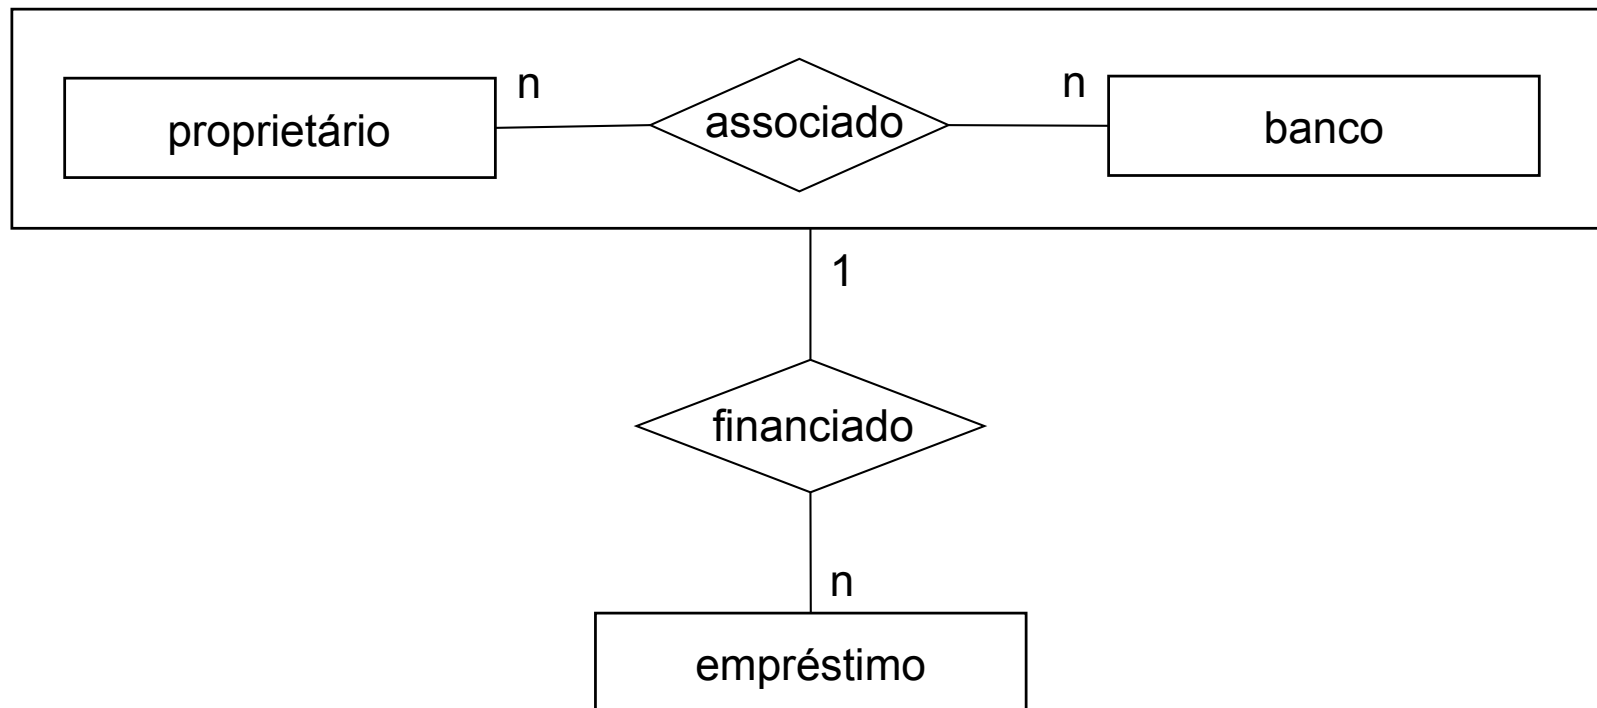 proprietário
n
associado
n
banco
1
financiado
n
empréstimo